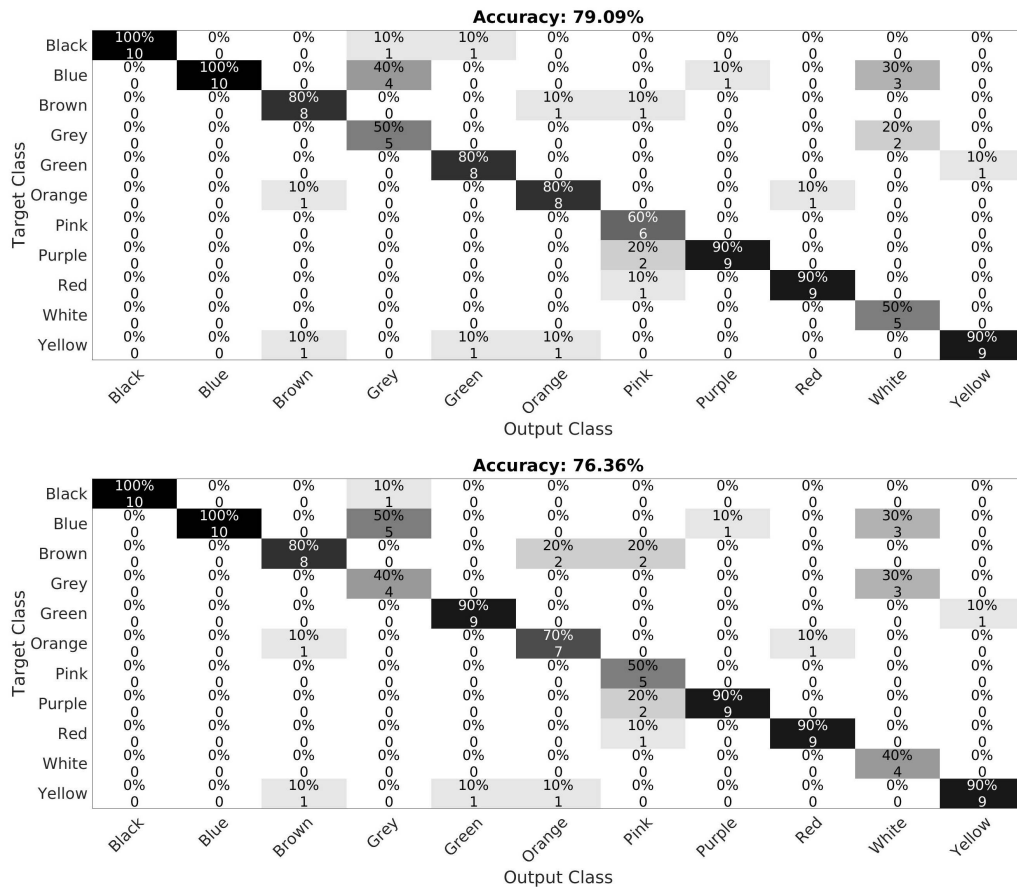 Accuracy: 79.09%
Target Class
Black 100% 0% 0% 10% 10% 0% 0% 0% 0% 0% 0%
10 0 0 1 1 0 0 0 0 0 0
Blue 0% 100% 0% 40% 0% 0% 0% 10% 0% 30% 0%
0 10 0 4 0 0 0 1 0 3 0
Brown 0% 0% 80% 0% 0% 10% 10% 0% 0% 0% 0%
0 0 8 0 0 1 1 0 0 0 0
Grey 0% 0% 0% 50% 0% 0% 0% 0% 0% 20% 0%
0 0 0 5 0 0 0 0 0 2 0
Green 0% 0% 0% 0% 80% 0% 0% 0% 0% 0% 10%
0 0 0 0 8 0 0 0 0 0 1
Orange 0% 0% 10% 0% 0% 80% 0% 0% 10% 0% 0%
0 0 1 0 0 8 0 0 1 0 0
Pink 0% 0% 0% 0% 0% 0% 60% 0% 0% 0% 0%
0 0 0 0 0 0 6 0 0 0 0
Purple 0% 0% 0% 0% 0% 0% 20% 90% 0% 0% 0%
0 0 0 0 0 0 2 9 0 0 0
Red 0% 0% 0% 0% 0% 0% 10% 0% 90% 0% 0%
0 0 0 0 0 0 1 0 9 0 0
White 0% 0% 0% 0% 0% 0% 0% 0% 0% 50% 0%
0 0 0 0 0 0 0 0 0 5 0
Yellow 0% 0% 10% 0% 10% 10% 0% 0% 0% 0% 90%
0 0 1 0 1 1 0 0 0 0 9
Black Blue Brown Grey Green Orange Pink Purple Red White Yellow
Output Class
Accuracy: 76.36%
Target Class
Black 100% 0% 0% 10% 0% 0% 0% 0% 0% 0% 0%
10 0 0 1 0 0 0 0 0 0 0
Blue 0% 100% 0% 50% 0% 0% 0% 10% 0% 30% 0%
0 10 0 5 0 0 0 1 0 3 0
Brown 0% 0% 80% 0% 0% 20% 20% 0% 0% 0% 0%
0 0 8 0 0 2 2 0 0 0 0
Grey 0% 0% 0% 40% 0% 0% 0% 0% 0% 30% 0%
0 0 0 4 0 0 0 0 0 3 0
Green 0% 0% 0% 0% 90% 0% 0% 0% 0% 0% 10%
0 0 0 0 9 0 0 0 0 0 1
Orange 0% 0% 10% 0% 0% 70% 0% 0% 10% 0% 0%
0 0 1 0 0 7 0 0 1 0 0
Pink 0% 0% 0% 0% 0% 0% 50% 0% 0% 0% 0%
0 0 0 0 0 0 5 0 0 0 0
Purple 0% 0% 0% 0% 0% 0% 20% 90% 0% 0% 0%
0 0 0 0 0 0 2 9 0 0 0
Red 0% 0% 0% 0% 0% 0% 10% 0% 90% 0% 0%
0 0 0 0 0 0 1 0 9 0 0
White 0% 0% 0% 0% 0% 0% 0% 0% 0% 40% 0%
0 0 0 0 0 0 0 0 0 4 0
Yellow 0% 0% 10% 0% 10% 10% 0% 0% 0% 0% 90%
0 0 1 0 1 1 0 0 0 0 9
Black Blue Brown Grey Green Orange Pink Purple Red White Yellow
Output Class